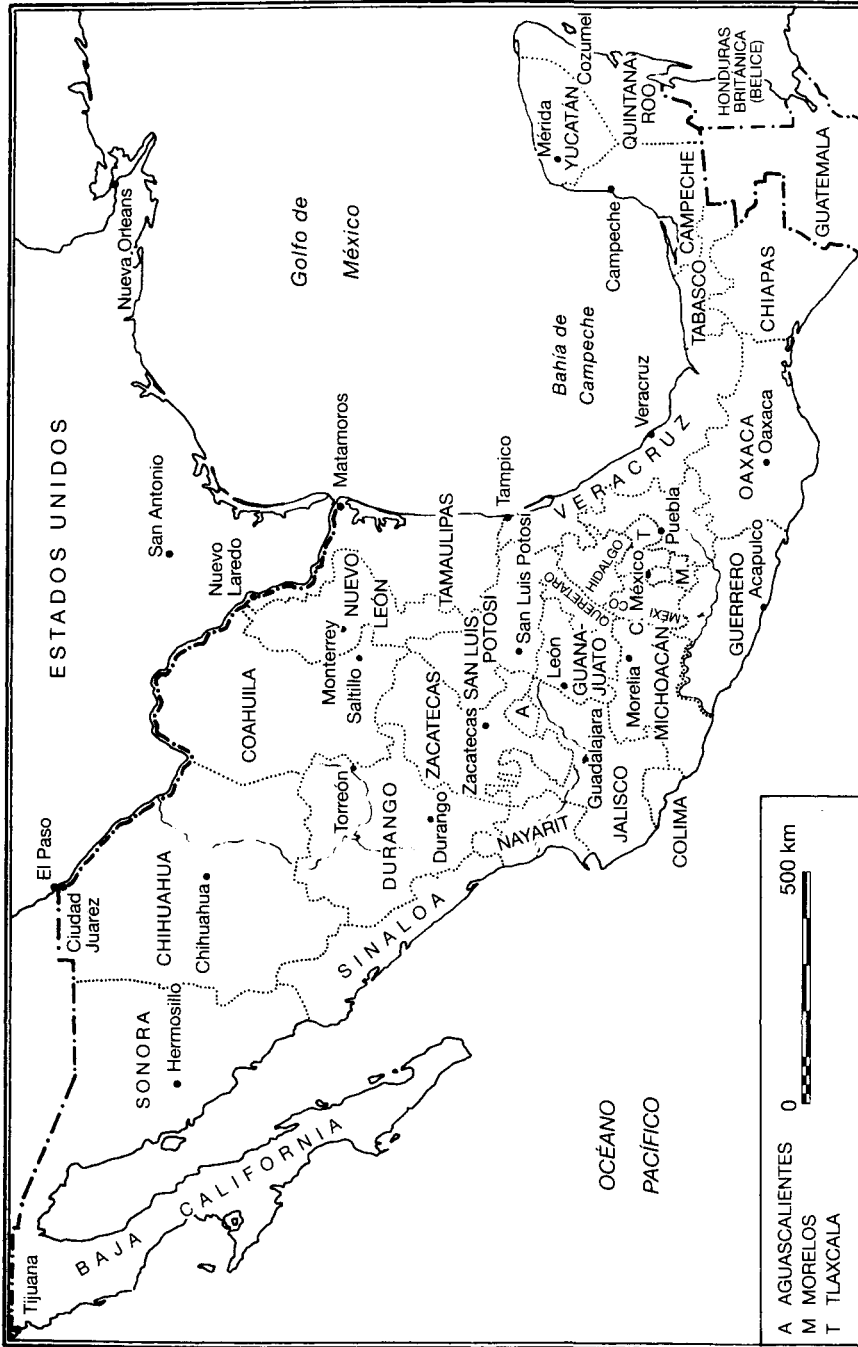 ESTADOS UNIDOS
Tijuana
El Paso
Ciudad
Juarez
San Antonio
Nueva Orleans
SONORA
Hermosillo
CHIHUAHUA
Chihuahua
COAHUILA
Nuevo
Laredo
BAJA CALIFORNIA
Monterrey
Saltillo
NUEVO
LEÓN
Matamoros
Golfo de
México
Torreón
DURANGO
Durango
SINALOA
ZACATECAS
Zacatecas
TAMAULIPAS
SAN LUIS
POTOSI
San Luis Potosí
Tampico
NAYARIT
A
León
GUANA-
JUATO
QUERÉTARO
HIDALGO
VERACRUZ
Veracruz
Bahía de
Campeche
Guadalajara
JALISCO
COLIMA
Morelia
MICHOACÁN
MÉXI
CO
C. México
T
M.
Puebla
GUERRERO
Acapulco
OAXACA
Oaxaca
Mérida
YUCATÁN
Cozumel
QUINTANA
ROO
Campeche
CAMPECHE
TABASCO
CHIAPAS
HONDURAS
BRITÁNICA
(BELICE)
GUATEMALA
OCÉANO
PACÍFICO
0 500 km
A AGUASCALIENTES
M MORELOS
T TLAXCALA